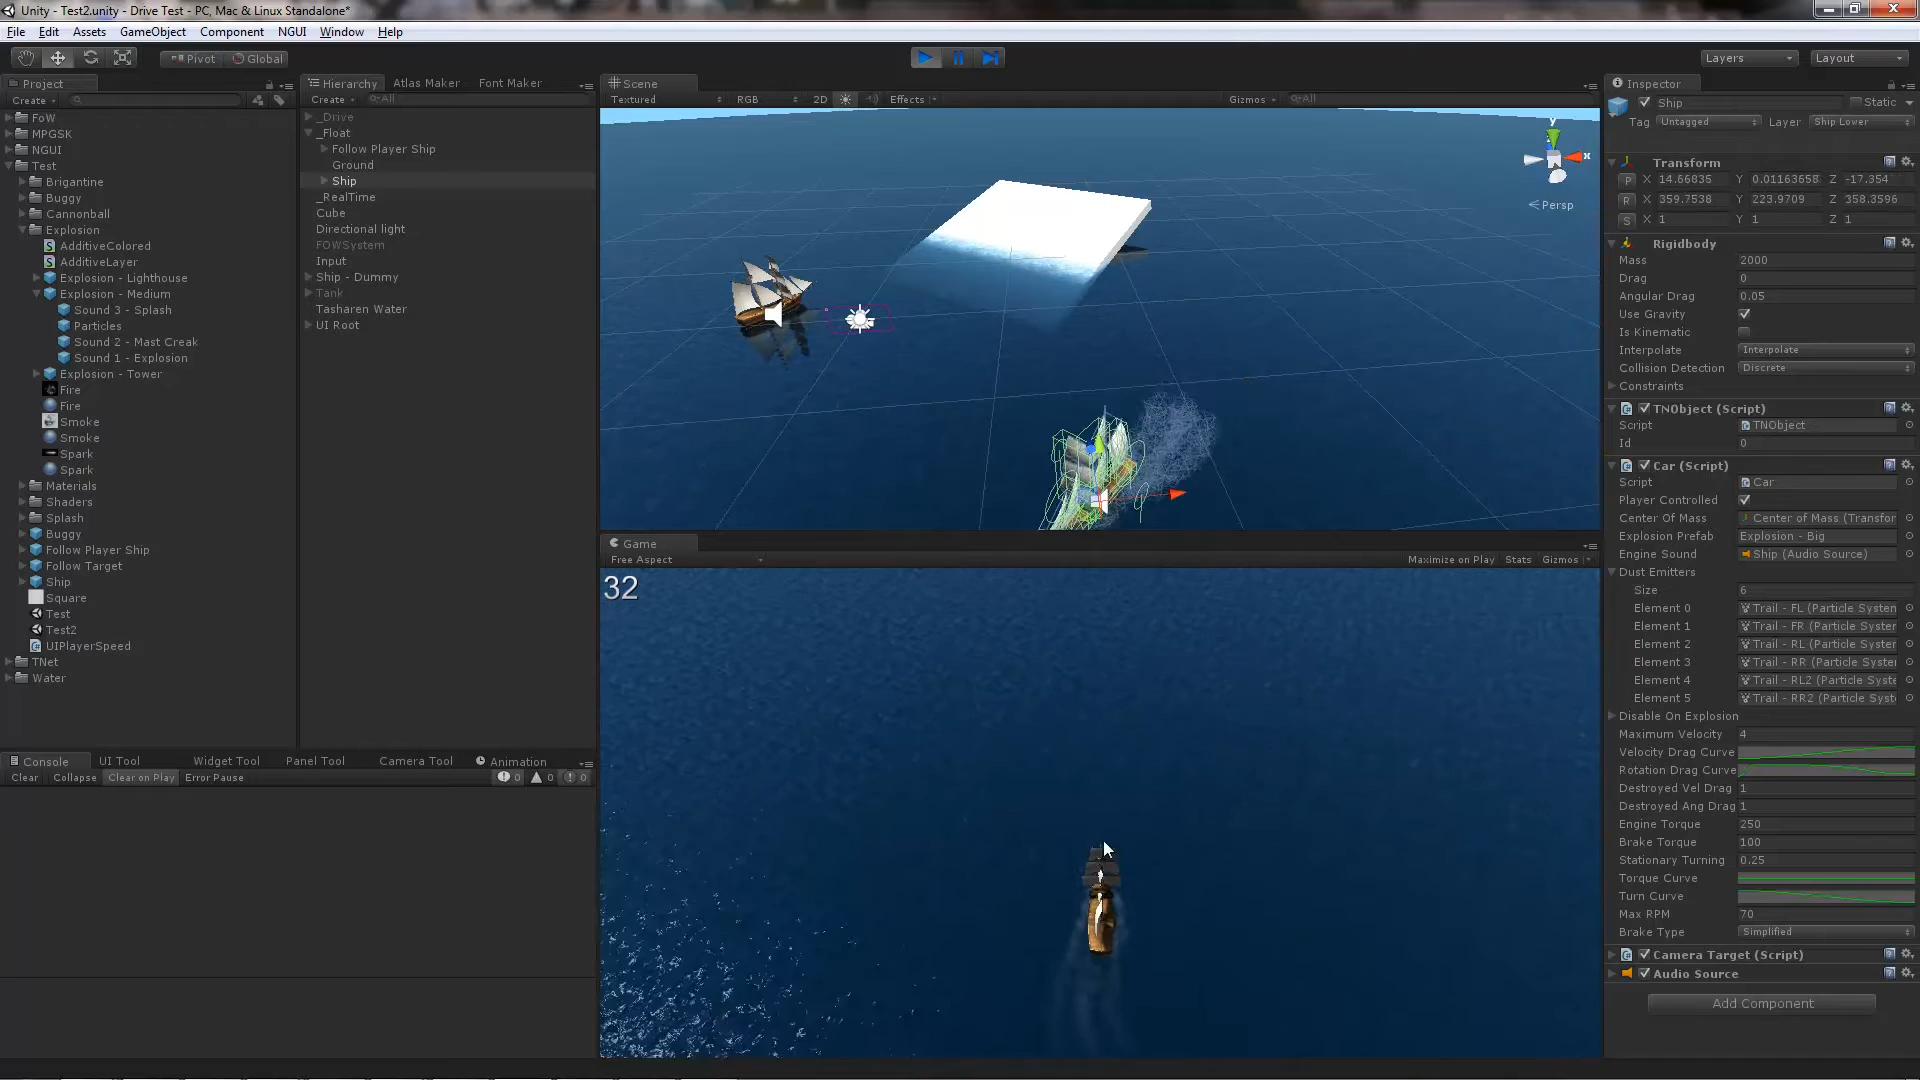 Unity - Test2.unity - Drive Test - PC, Mac & Linux Standalone*
File Edit Assets GameObject Component NGUI Window Help
Pivot Global
Layers Layout
Project
Create
FoW
MPGSK
NGUI
Test
Brigantine
Buggy
Cannonball
Explosion
AdditiveColored
AdditiveLayer
Explosion - Lighthouse
Explosion - Medium
Sound 3 - Splash
Particles
Sound 2 - Mast Creak
Sound 1 - Explosion
Explosion - Tower
Fire
Fire
Smoke
Smoke
Spark
Spark
Materials
Shaders
Splash
Buggy
Follow Player Ship
Follow Target
Ship
Square
Test
Test2
UIPlayerSpeed
TNet
Water
Hierarchy Atlas Maker Font Maker
Create All
_Drive
_Float
Follow Player Ship
Ground
Ship
_RealTime
Cube
Directional light
FOWSystem
Input
Ship - Dummy
Tank
Tasharen Water
UI Root
Console UI Tool Widget Tool Panel Tool Camera Tool Animation
Clear Collapse Clear on Play Error Pause 0 0 0
Scene
Textured RGB 2D Effects Gizmos All
y
x
Persp
Game
Free Aspect Maximize on Play Stats Gizmos
32
Inspector
Ship Static
Tag Untagged Layer Ship Lower
Transform
P X 14.66835 Y 0.01163658 Z -17.354
R X 359.7538 Y 223.9709 Z 358.3596
S X 1 Y 1 Z 1
Rigidbody
Mass 2000
Drag 0
Angular Drag 0.05
Use Gravity
Is Kinematic
Interpolate Interpolate
Collision Detection Discrete
Constraints
TNObject (Script)
Script TNObject
Id 0
Car (Script)
Script Car
Player Controlled
Center Of Mass Center of Mass (Transfor
Explosion Prefab Explosion - Big
Engine Sound Ship (Audio Source)
Dust Emitters
Size 6
Element 0 Trail - FL (Particle System
Element 1 Trail - FR (Particle System
Element 2 Trail - RL (Particle System
Element 3 Trail - RR (Particle System
Element 4 Trail - RL2 (Particle Syste
Element 5 Trail - RR2 (Particle Syst
Disable On Explosion
Maximum Velocity 4
Velocity Drag Curve
Rotation Drag Curve
Destroyed Vel Drag 1
Destroyed Ang Drag 1
Engine Torque 250
Brake Torque 100
Stationary Turning 0.25
Torque Curve
Turn Curve
Max RPM 70
Brake Type Simplified
Camera Target (Script)
Audio Source
Add Component